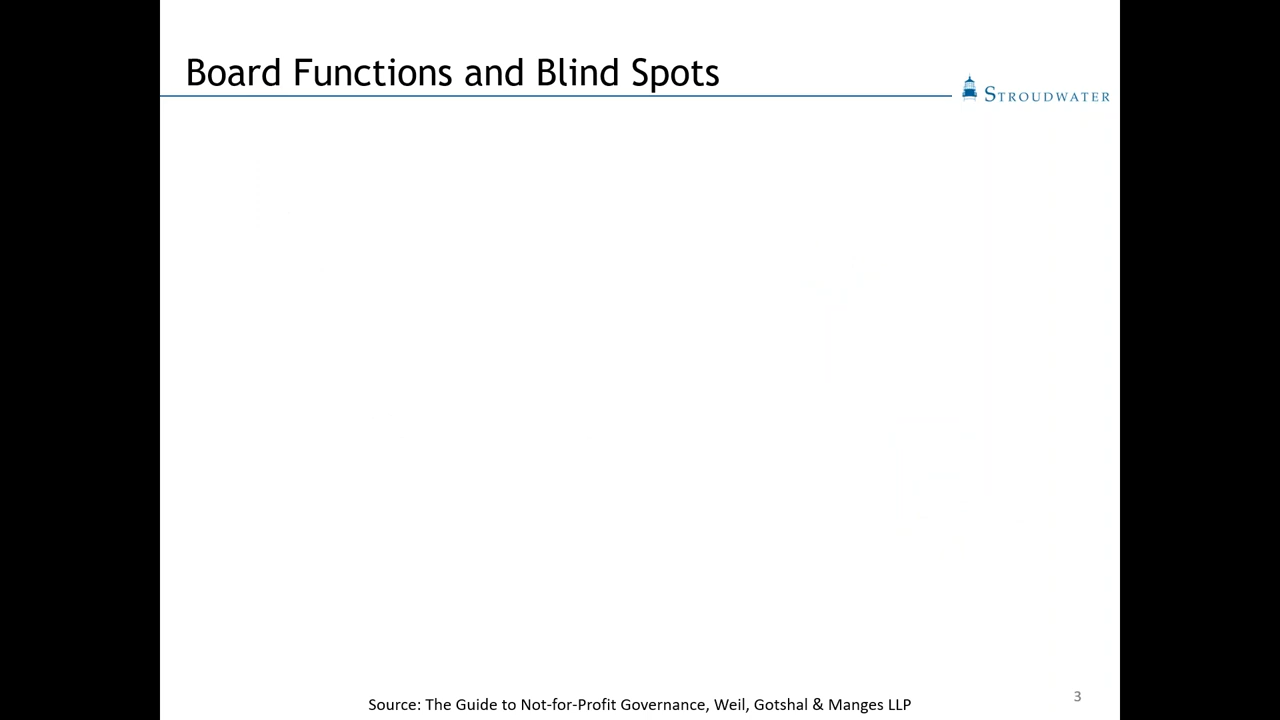 Board Functions and Blind Spots
STROUDWATER
Source: The Guide to Not-for-Profit Governance, Weil, Gotshal & Manges LLP
3